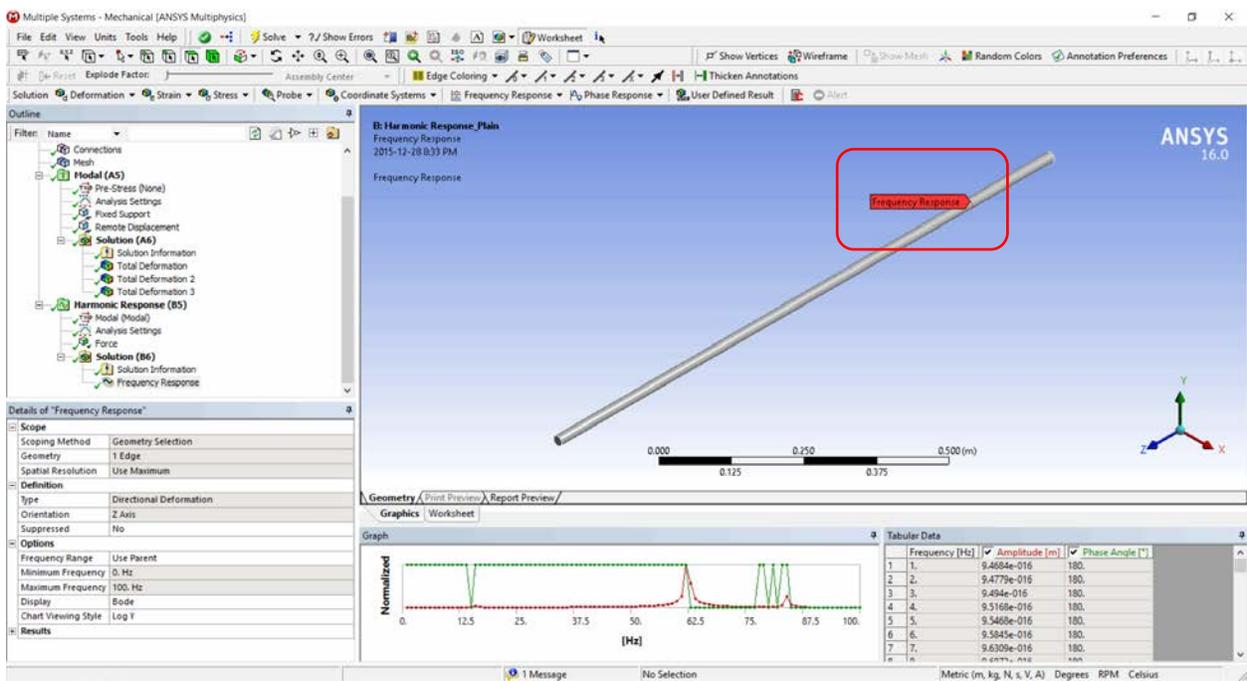 Multiple Systems - Mechanical [ANSYS Multiphysics]
File Edit View Units Tools Help Solve ?/ Show Errors Worksheet
Show Vertices Wireframe Show Mesh Random Colors Annotation Preferences
Reset Explode Factor: Assembly Center Edge Coloring Thicken Annotations
Solution Deformation Strain Stress Probe Coordinate Systems Frequency Response Phase Response User Defined Result Alert
Outline
Filter: Name
Connections
Mesh
Modal (A5)
Pre-Stress (None)
Analysis Settings
Fixed Support
Remote Displacement
Solution (A6)
Solution Information
Total Deformation
Total Deformation 2
Total Deformation 3
Harmonic Response (B5)
Modal (Modal)
Analysis Settings
Force
Solution (B6)
Solution Information
Frequency Response
Details of "Frequency Response"
Scope
Scoping Method Geometry Selection
Geometry 1 Edge
Spatial Resolution Use Maximum
Definition
Type Directional Deformation
Orientation Z Axis
Suppressed No
Options
Frequency Range Use Parent
Minimum Frequency 0. Hz
Maximum Frequency 100. Hz
Display Bode
Chart Viewing Style Log Y
Results
B: Harmonic Response_Plain
Frequency Response
2015-12-28 8:33 PM
Frequency Response
ANSYS
16.0
Frequency Response
0.000 0.250 0.500 (m)
0.125 0.375
Y
Z X
Geometry Print Preview Report Preview
Graphics Worksheet
Graph
Normalized
0. 12.5 25. 37.5 50. 62.5 75. 87.5 100.
[Hz]
Tabular Data
Frequency [Hz] Amplitude [m] Phase Angle [°]
1 1. 9.4684e-016 180.
2 2. 9.4779e-016 180.
3 3. 9.494e-016 180.
4 4. 9.5168e-016 180.
5 5. 9.5468e-016 180.
6 6. 9.5845e-016 180.
7 7. 9.6309e-016 180.
1 Message No Selection Metric (m, kg, N, s, V, A) Degrees RPM Celsius